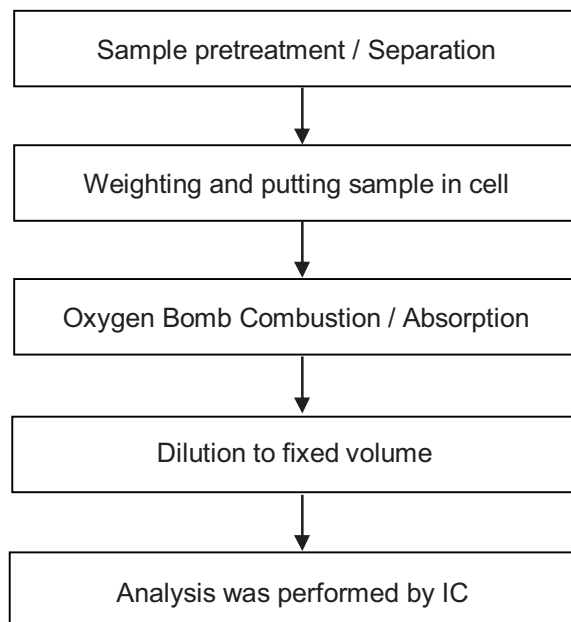 Sample pretreatment / Separation
Weighting and putting sample in cell
Oxygen Bomb Combustion / Absorption
Dilution to fixed volume
Analysis was performed by IC